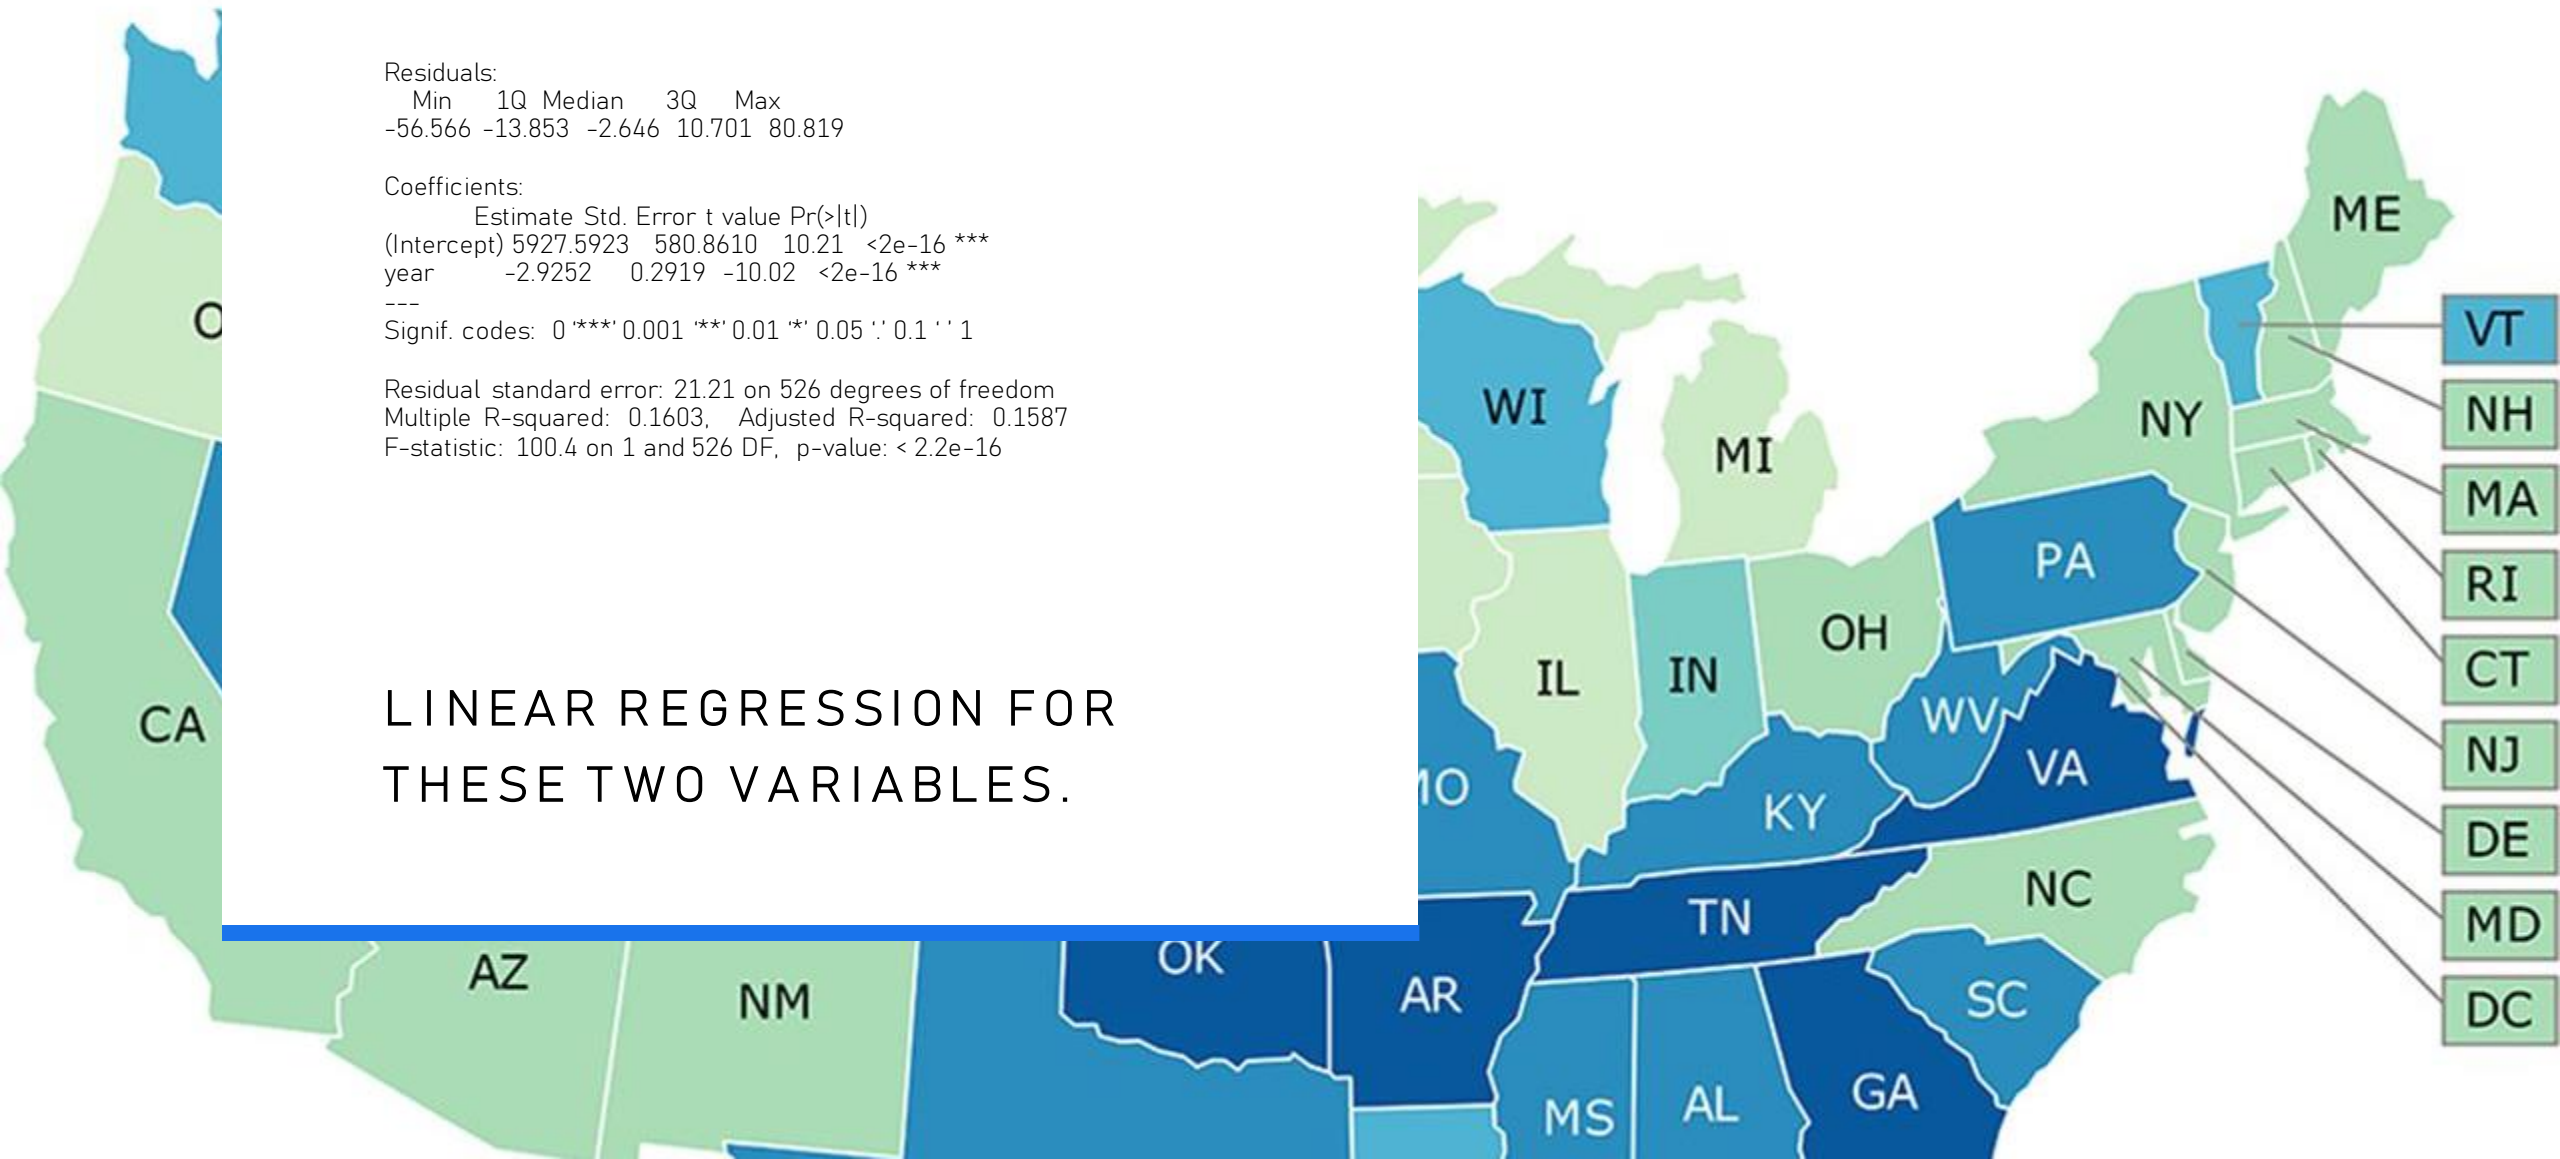 Residuals:
Min 1Q Median 3Q Max
-56.566 -13.853 -2.646 10.701 80.819
Coefficients:
Estimate Std. Error t value Pr(>|t|)
(Intercept) 5927.5923 580.8610 10.21 <2e-16 ***
year -2.9252 0.2919 -10.02 <2e-16 ***
---
Signif. codes: 0 ‘***’ 0.001 ‘**’ 0.01 ‘*’ 0.05 ‘.’ 0.1 ‘ ’ 1
Residual standard error: 21.21 on 526 degrees of freedom
Multiple R-squared: 0.1603, Adjusted R-squared: 0.1587
F-statistic: 100.4 on 1 and 526 DF, p-value: < 2.2e-16
LINEAR REGRESSION FOR
THESE TWO VARIABLES.
ME
VT
WI
NH
NY
MI
MA
PA
RI
OH
IL
IN
CT
CA
WV
NJ
VA
KY
DE
NC
TN
MD
OK
AZ
AR
NM
SC
DC
GA
AL
MS